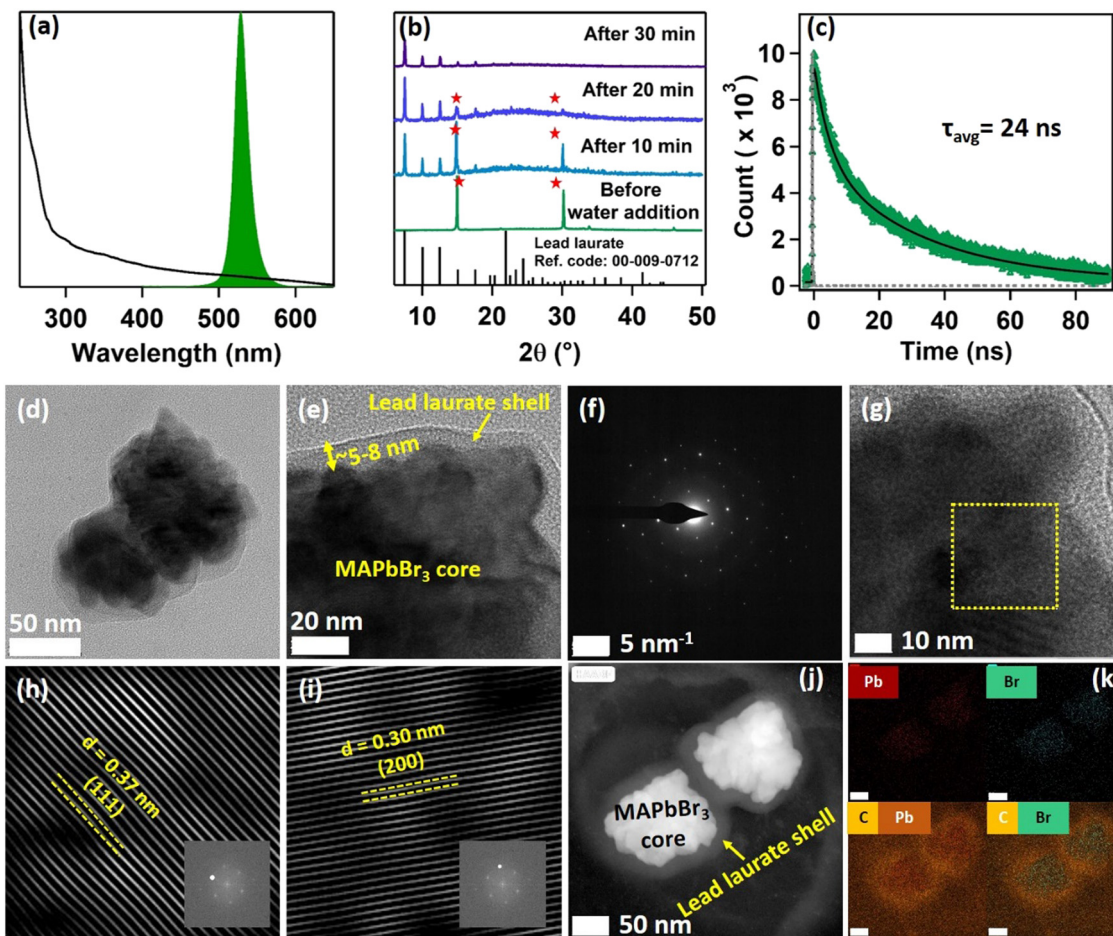 (a)
300
400
500
600
Wavelength (nm)
(b)
After 30 min
After 20 min
After 10 min
Before
water addition
Lead laurate
Ref. code: 00-009-0712
10
20
30
40
50
2θ (°)
(c)
10
8
6
4
2
0
Count ( x 10³)
τavg= 24 ns
0
20
40
60
80
Time (ns)
(d)
50 nm
(e)
Lead laurate shell
~5-8 nm
MAPbBr₃ core
20 nm
(f)
5 nm⁻¹
(g)
10 nm
(h)
d = 0.37 nm
(111)
(i)
d = 0.30 nm
(200)
(j)
MAPbBr₃
core
Lead laurate shell
50 nm
(k)
Pb
Br
C Pb
C Br